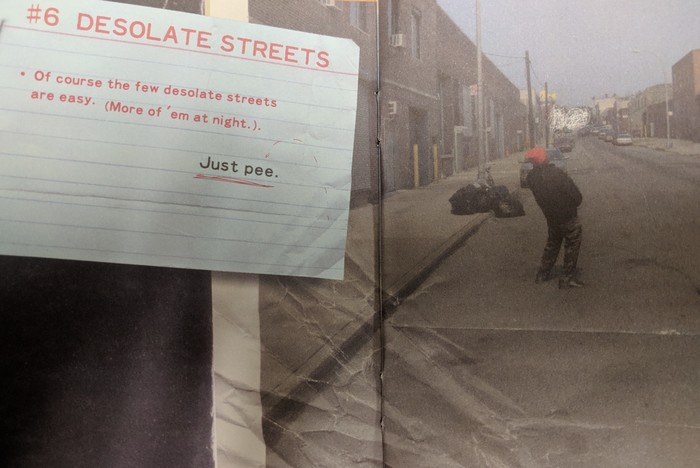 #6 DESOLATE STREETS
• Of course the few desolate streets
are easy. (More of 'em at night.).
Just pee.